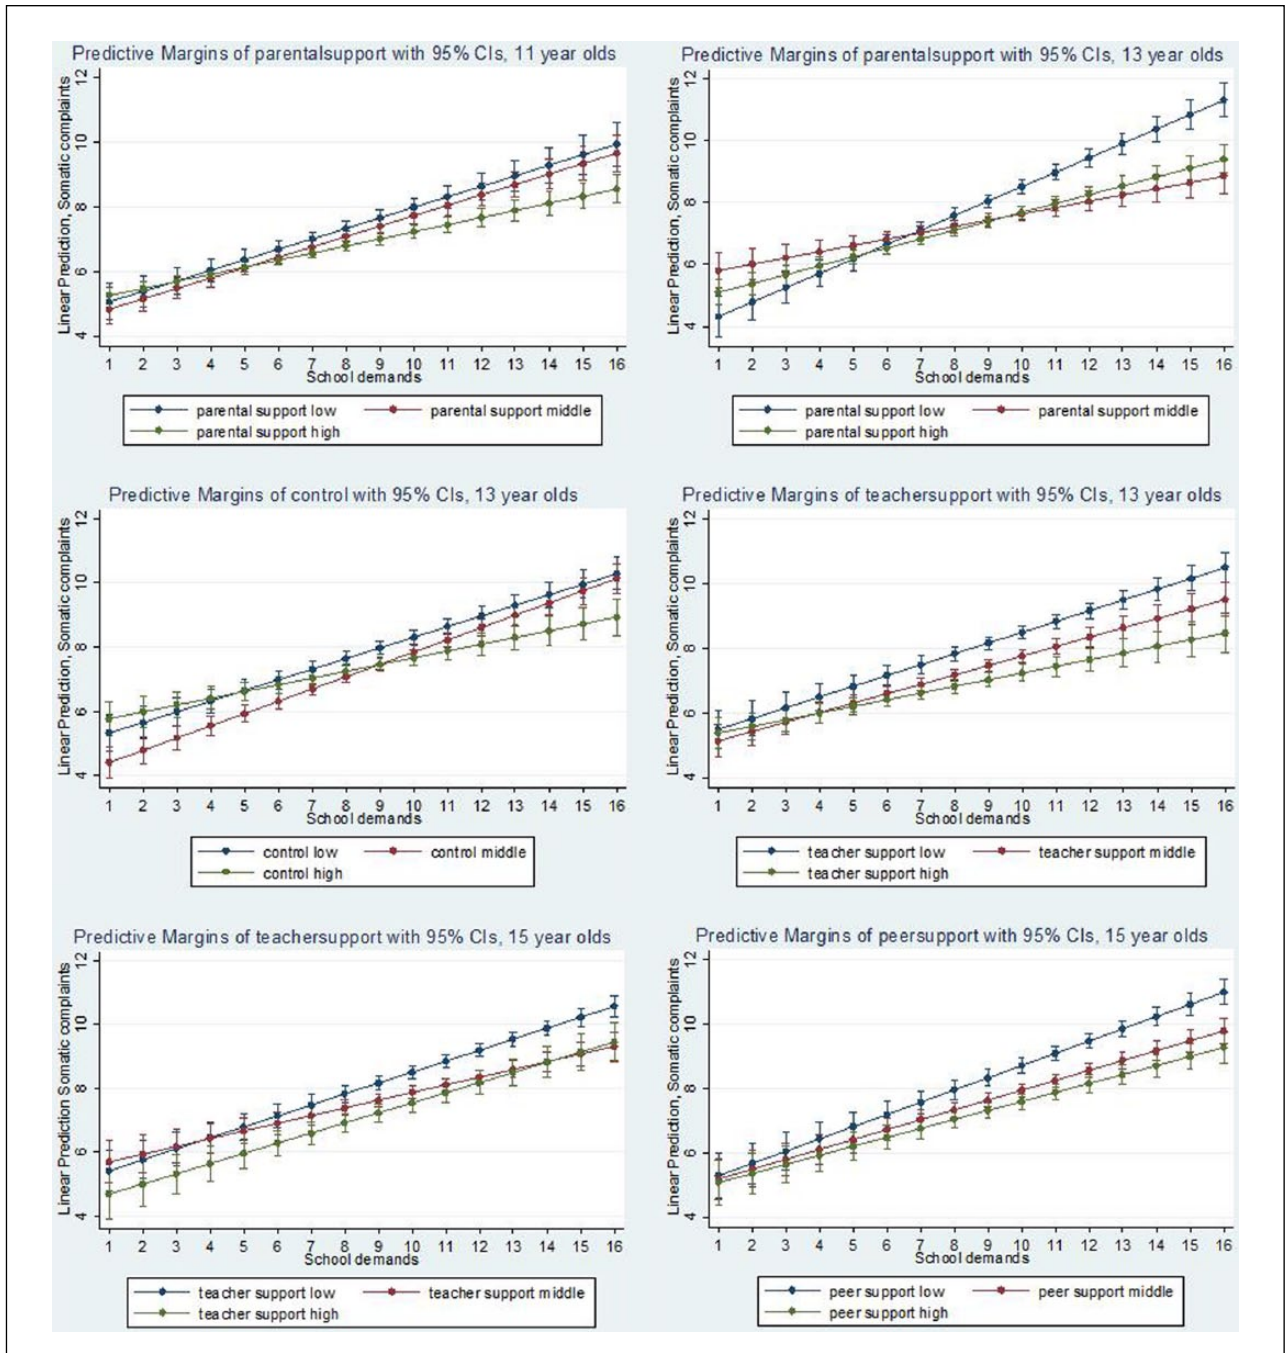 Predictive Margins of parentalsupport with 95% CIs, 11 year olds
Linear Prediction, Somatic complaints
12
10
8
6
4
1 2 3 4 5 6 7 8 9 10 11 12 13 14 15 16
School demands
parental support low parental support middle
parental support high
Predictive Margins of parentalsupport with 95% CIs, 13 year olds
Linear Prediction, Somatic complaints
12
10
8
6
4
1 2 3 4 5 6 7 8 9 10 11 12 13 14 15 16
School demands
parental support low parental support middle
parental support high
Predictive Margins of control with 95% CIs, 13 year olds
Linear Prediction, Somatic complaints
12
10
8
6
4
1 2 3 4 5 6 7 8 9 10 11 12 13 14 15 16
School demands
control low control middle
control high
Predictive Margins of teachersupport with 95% CIs, 13 year olds
Linear Prediction, Somatic complaints
12
10
8
6
4
1 2 3 4 5 6 7 8 9 10 11 12 13 14 15 16
School demands
teacher support low teacher support middle
teacher support high
Predictive Margins of teachersupport with 95% CIs, 15 year olds
Linear Prediction Somatic complaints
12
10
8
6
4
1 2 3 4 5 6 7 8 9 10 11 12 13 14 15 16
School demands
teacher support low teacher support middle
teacher support high
Predictive Margins of peersupport with 95% CIs, 15 year olds
Linear Prediction, Somatic complaints
12
10
8
6
4
1 2 3 4 5 6 7 8 9 10 11 12 13 14 15 16
School demands
peer support low peer support middle
peer support high